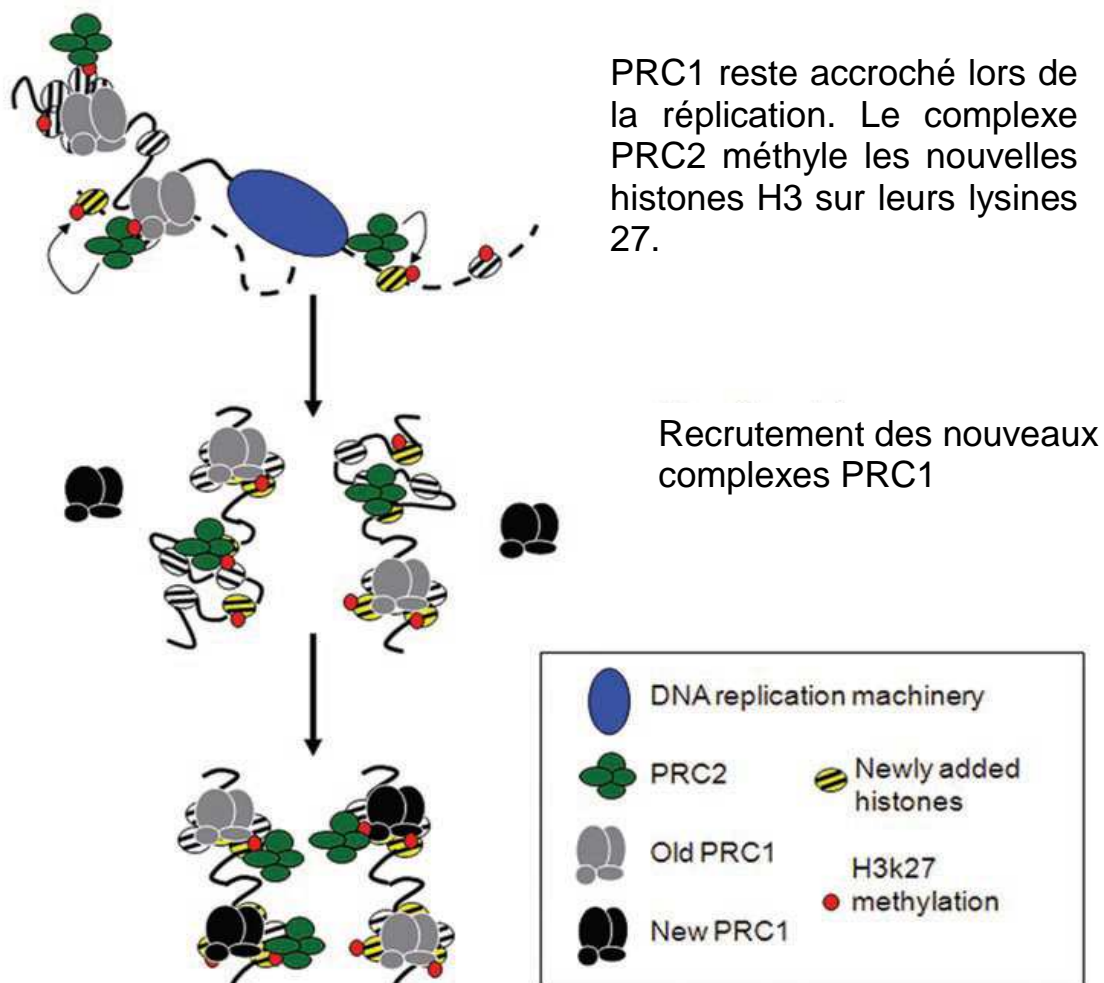 PRC1 reste accroché lors de
la réplication. Le complexe
PRC2 méthyle les nouvelles
histones H3 sur leurs lysines
27.
Recrutement des nouveaux
complexes PRC1
DNA replication machinery
PRC2
Newly added
histones
Old PRC1
H3k27
methylation
New PRC1